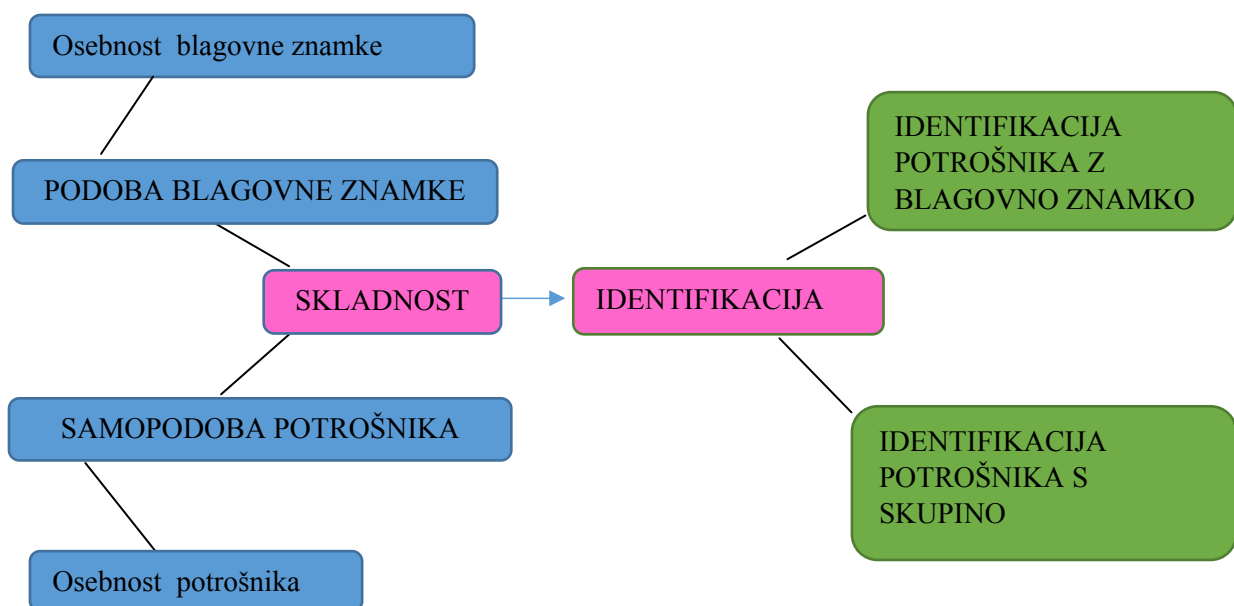 Osebnost  blagovne znamke
PODOBA BLAGOVNE ZNAMKE
SKLADNOST
SAMOPODOBA POTROŠNIKA
Osebnost  potrošnika
IDENTIFIKACIJA
IDENTIFIKACIJA
POTROŠNIKA Z
BLAGOVNO ZNAMKO
IDENTIFIKACIJA
POTROŠNIKA S
SKUPINO